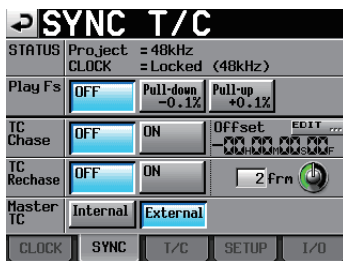 SYNC T/C
STATUS Project =48kHz
CLOCK =Locked (48kHz)
Play Fs OFF Pull-down -0.1% Pull-up +0.1%
TC Chase OFF ON Offset EDIT ...
-00H00M00S00F
TC Rechase OFF ON 2 frm
Master TC Internal External
CLOCK SYNC T/C SETUP I/O